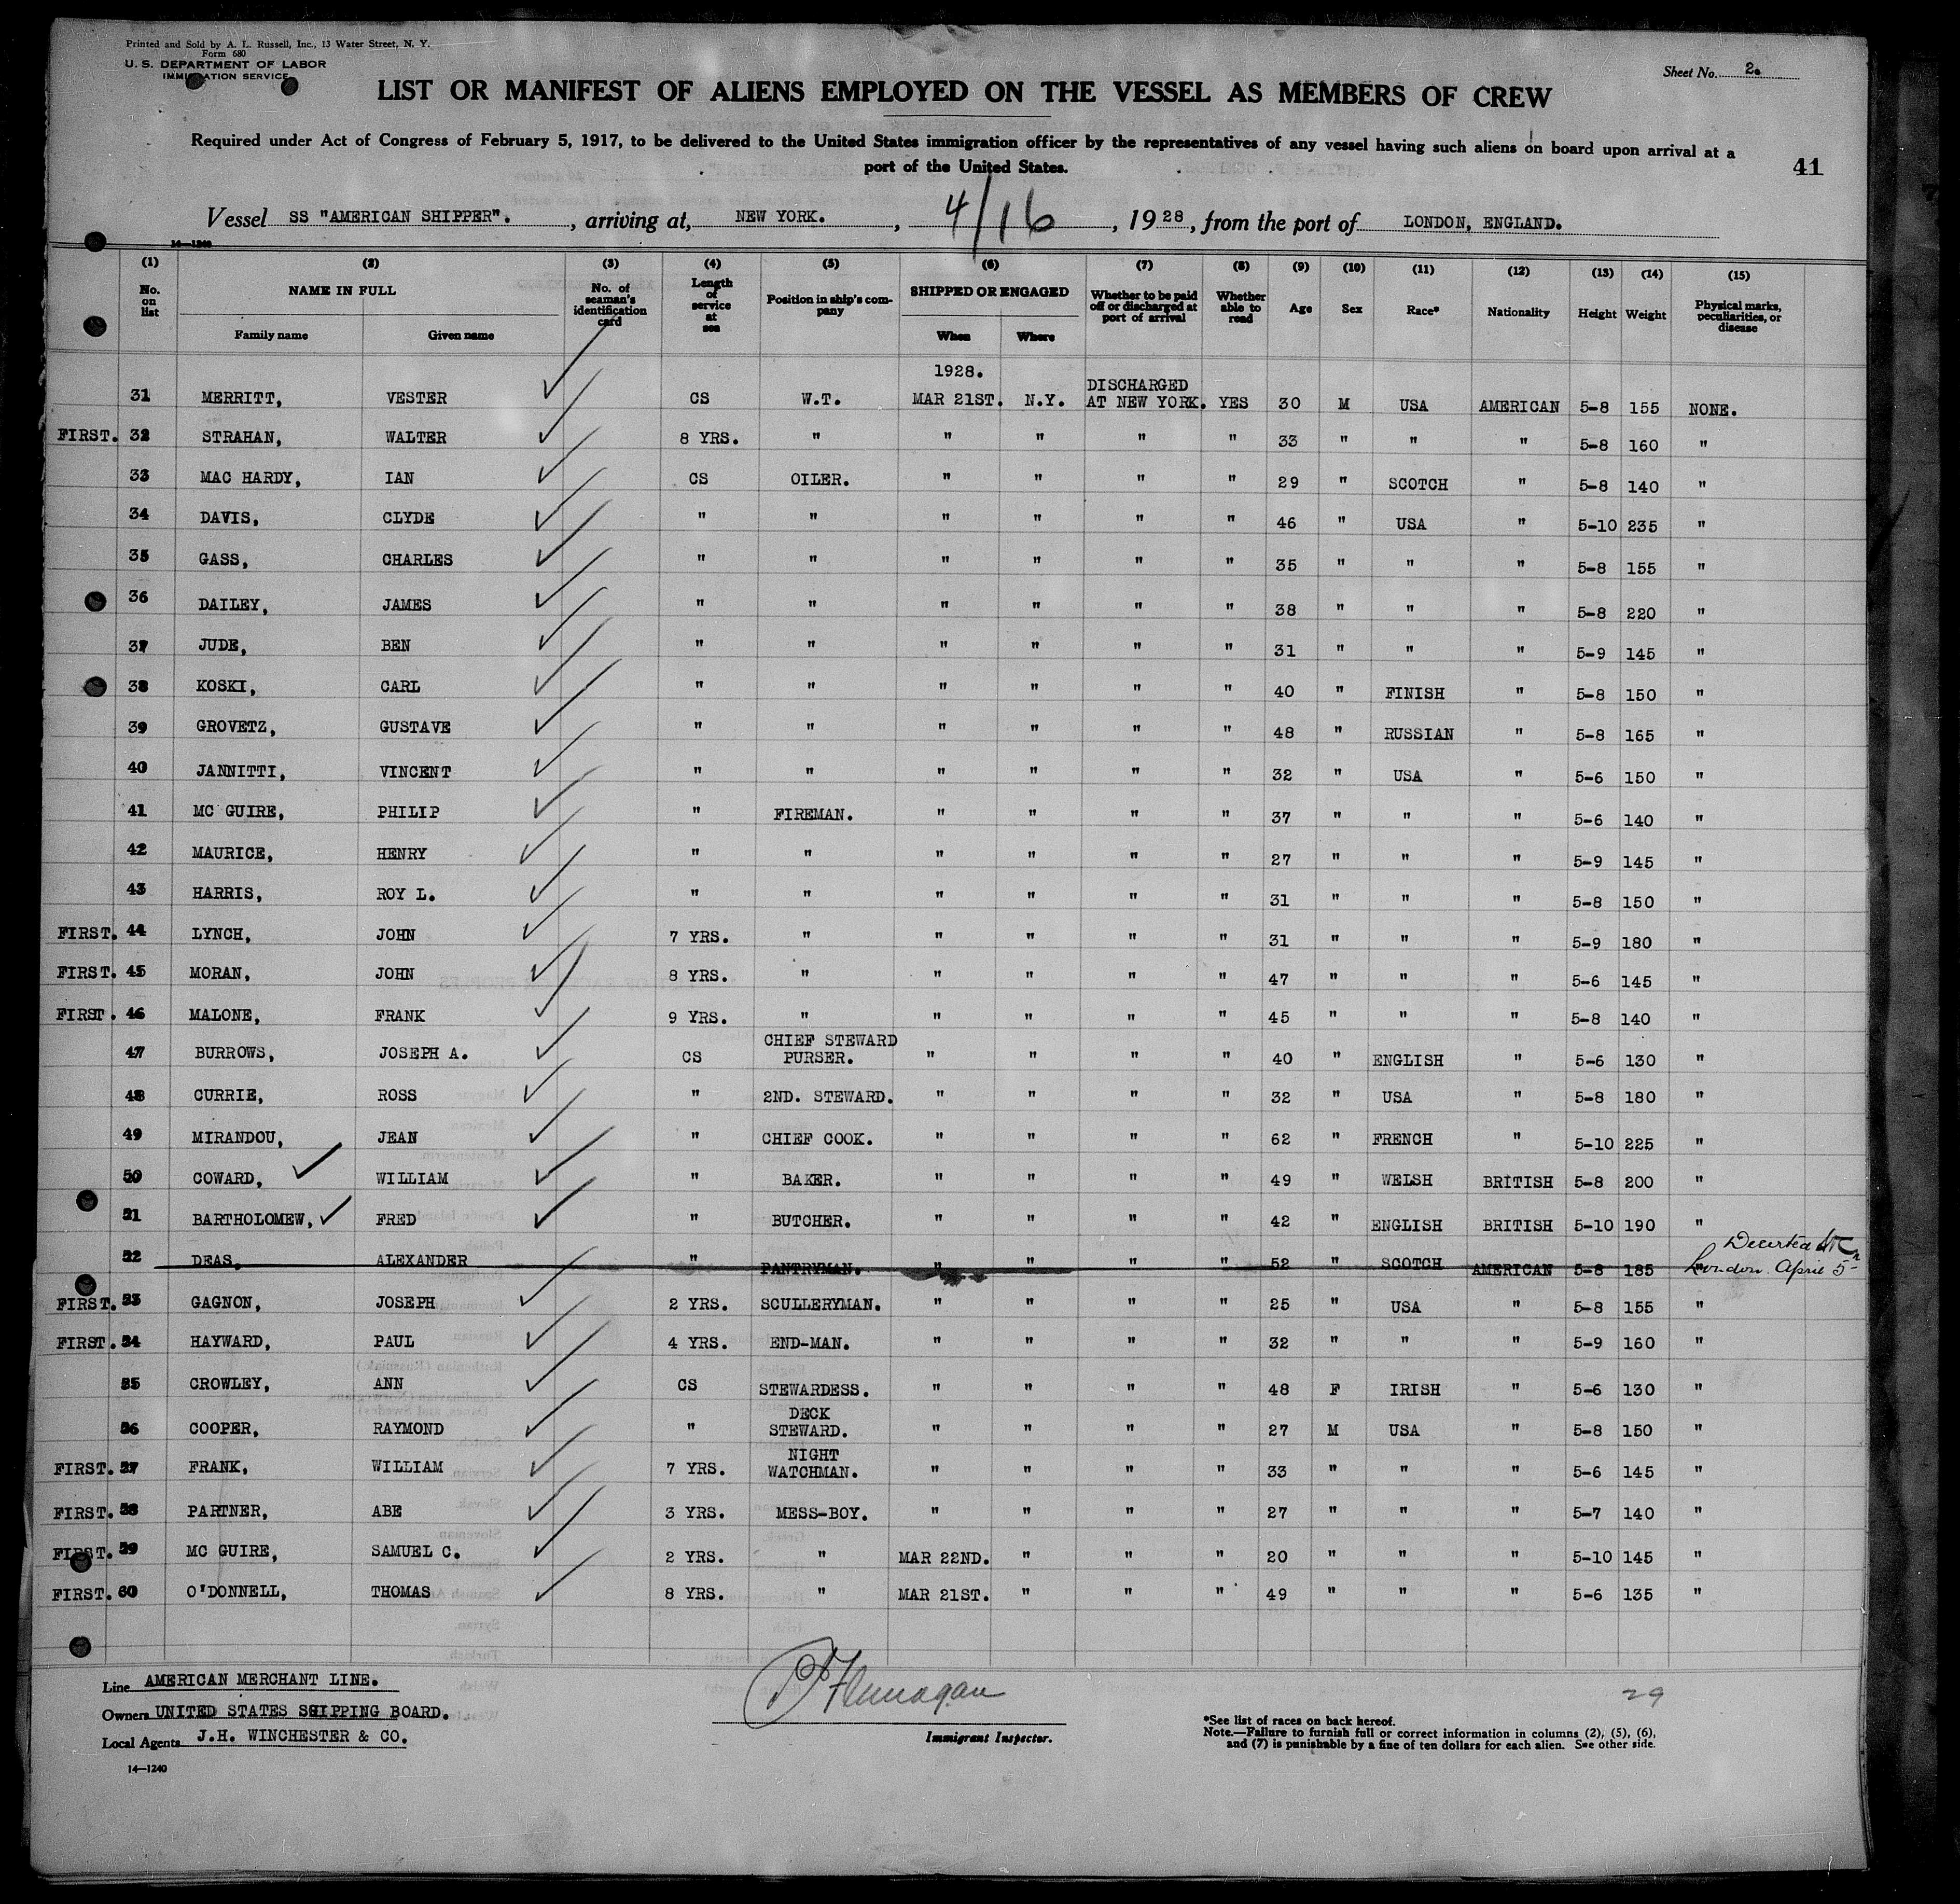 Printed and Sold by A. L. Russell, Inc., 13 Water Street, N. Y.
Form 680
U. S. DEPARTMENT OF LABOR
IMMIGRATION SERVICE
Sheet No. 2.
LIST OR MANIFEST OF ALIENS EMPLOYED ON THE VESSEL AS MEMBERS OF CREW
Required under Act of Congress of February 5, 1917, to be delivered to the United States immigration officer by the representatives of any vessel having such aliens on board upon arrival at a
port of the United States.
41
Vessel SS "AMERICAN SHIPPER". , arriving at, NEW YORK. , 4/16 , 1928, from the port of LONDON, ENGLAND.
14—1240
(1) (2) (3) (4) (5) (6) (7) (8) (9) (10) (11) (12) (13) (14) (15)
No. on list NAME IN FULL Family name Given name No. of seaman's identification card Length of service at sea Position in ship's company SHIPPED OR ENGAGED When Where Whether to be paid off or discharged at port of arrival Whether able to read Age Sex Race* Nationality Height Weight Physical marks, peculiarities, or disease
1928.
31 MERRITT, VESTER CS W.T. MAR 21ST. N.Y. DISCHARGED AT NEW YORK. YES 30 M USA AMERICAN 5-8 155 NONE.
FIRST. 32 STRAHAN, WALTER 8 YRS. " " " " " 33 " " " 5-8 160 "
33 MAC HARDY, IAN CS OILER. " " " " 29 " SCOTCH " 5-8 140 "
34 DAVIS, CLYDE " " " " " " 46 " USA " 5-10 235 "
35 GASS, CHARLES " " " " " " 35 " " " 5-8 155 "
36 DAILEY, JAMES " " " " " " 38 " " " 5-8 220 "
37 JUDE, BEN " " " " " " 31 " " " 5-9 145 "
38 KOSKI, CARL " " " " " " 40 " FINISH " 5-8 150 "
39 GROVETZ, GUSTAVE " " " " " " 48 " RUSSIAN " 5-8 165 "
40 JANNITTI, VINCENT " " " " " " 32 " USA " 5-6 150 "
41 MC GUIRE, PHILIP " FIREMAN. " " " " 37 " " " 5-6 140 "
42 MAURICE, HENRY " " " " " " 27 " " " 5-9 145 "
43 HARRIS, ROY L. " " " " " " 31 " " " 5-8 150 "
FIRST. 44 LYNCH, JOHN 7 YRS. " " " " " 31 " " " 5-9 180 "
FIRST. 45 MORAN, JOHN 8 YRS. " " " " " 47 " " " 5-6 145 "
FIRST. 46 MALONE, FRANK 9 YRS. " " " " " 45 " " " 5-8 140 "
47 BURROWS, JOSEPH A. CS CHIEF STEWARD PURSER. " " " " 40 " ENGLISH " 5-6 130 "
48 CURRIE, ROSS " 2ND. STEWARD. " " " " 32 " USA " 5-8 180 "
49 MIRANDOU, JEAN " CHIEF COOK. " " " " 62 " FRENCH " 5-10 225 "
50 COWARD, WILLIAM " BAKER. " " " " 49 " WELSH BRITISH 5-8 200 "
51 BARTHOLOMEW, FRED " BUTCHER. " " " " 42 " ENGLISH BRITISH 5-10 190 "
52 DEAS, ALEXANDER " PANTRYMAN. " " " " 52 " SCOTCH AMERICAN 5-8 185 " Deserted At London. April 5
FIRST. 53 GAGNON, JOSEPH 2 YRS. SCULLERYMAN. " " " " 25 " USA " 5-8 155 "
FIRST. 54 HAYWARD, PAUL 4 YRS. END-MAN. " " " " 32 " " " 5-9 160 "
55 CROWLEY, ANN CS STEWARDESS. " " " " 48 F IRISH " 5-6 130 "
56 COOPER, RAYMOND " DECK STEWARD. " " " " 27 M USA " 5-8 150 "
FIRST. 57 FRANK, WILLIAM 7 YRS. NIGHT WATCHMAN. " " " " 33 " " " 5-6 145 "
FIRST. 58 PARTNER, ABE 3 YRS. MESS-BOY. " " " " 27 " " " 5-7 140 "
FIRST. 59 MC GUIRE, SAMUEL C. 2 YRS. " MAR 22ND. " " " 20 " " " 5-10 145 "
FIRST. 60 O'DONNELL, THOMAS 8 YRS. " MAR 21ST. " " " 49 " " " 5-6 135 "
Line AMERICAN MERCHANT LINE.
Owners UNITED STATES SHIPPING BOARD.
Local Agents J.H. WINCHESTER & CO.
14—1240
Flannagan
Immigrant Inspector.
29
*See list of races on back hereof.
Note.—Failure to furnish full or correct information in columns (2), (5), (6),
and (7) is punishable by a fine of ten dollars for each alien. See other side.